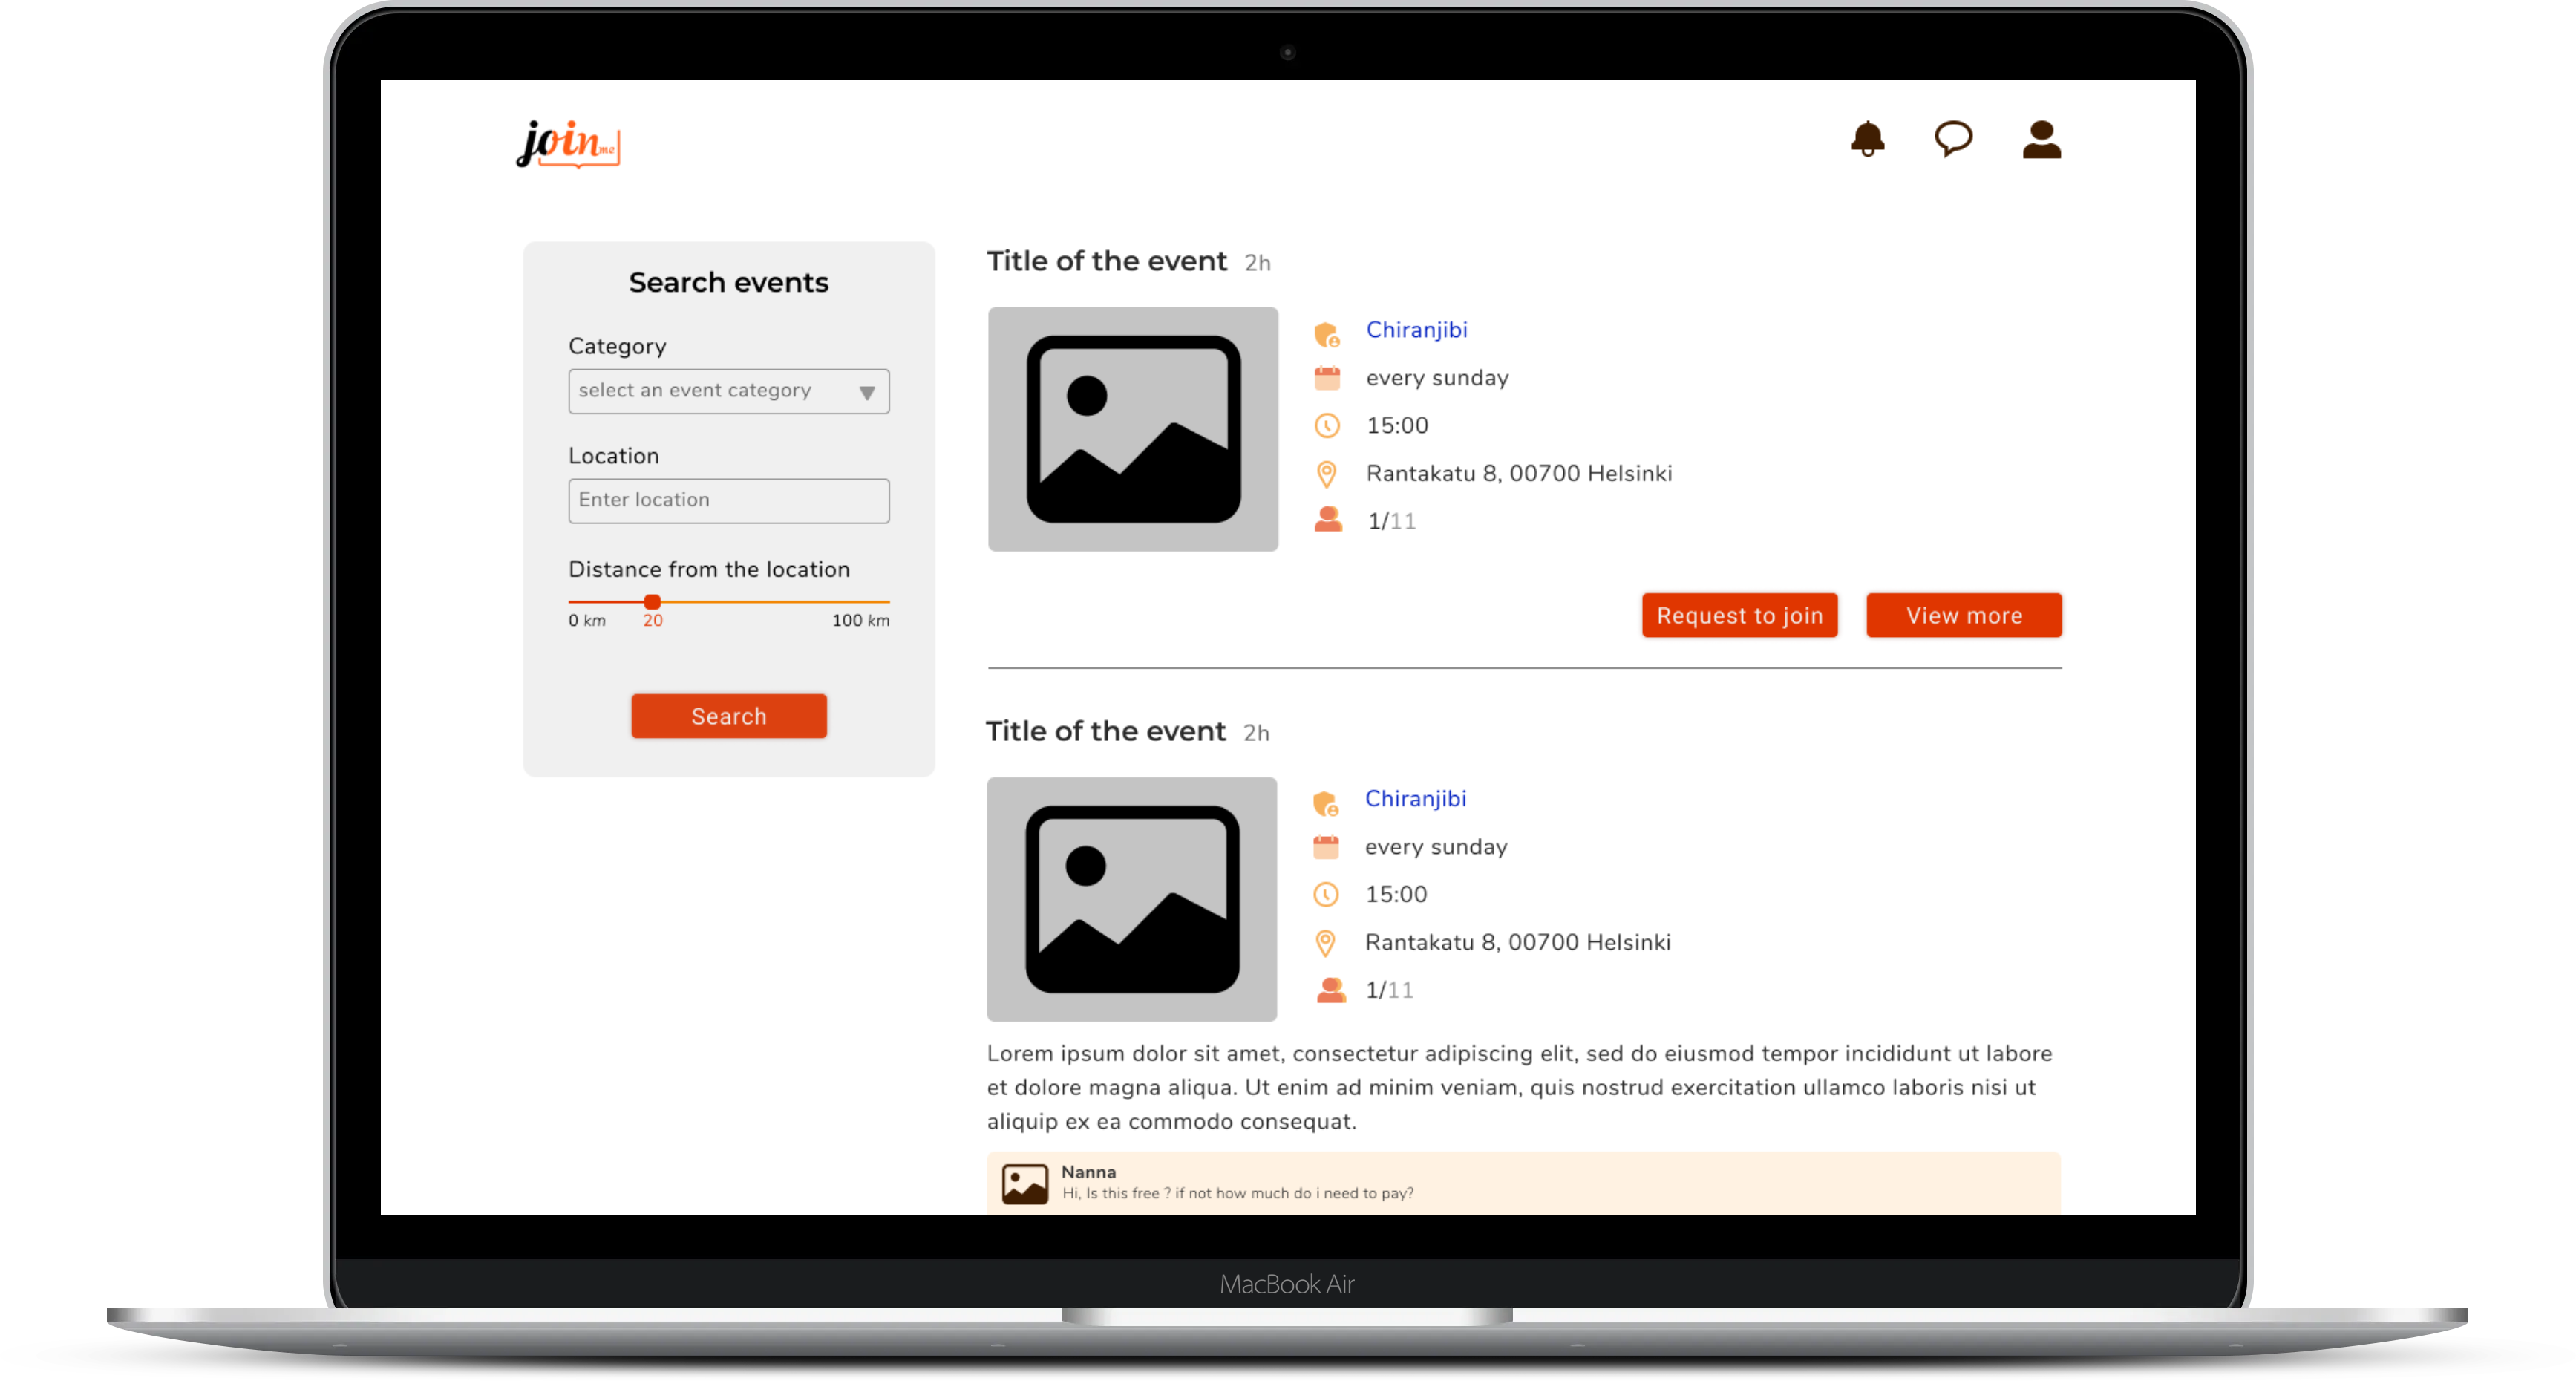 join me
Search events
Category
select an event category
Location
Enter location
Distance from the location
0 km 20 100 km
Search
Title of the event 2h
Chiranjibi
every sunday
15:00
Rantakatu 8, 00700 Helsinki
1/11
Request to join View more
Title of the event 2h
Chiranjibi
every sunday
15:00
Rantakatu 8, 00700 Helsinki
1/11
Lorem ipsum dolor sit amet, consectetur adipiscing elit, sed do eiusmod tempor incididunt ut labore
et dolore magna aliqua. Ut enim ad minim veniam, quis nostrud exercitation ullamco laboris nisi ut
aliquip ex ea commodo consequat.
Nanna
Hi, Is this free ? if not how much do i need to pay?
MacBook Air